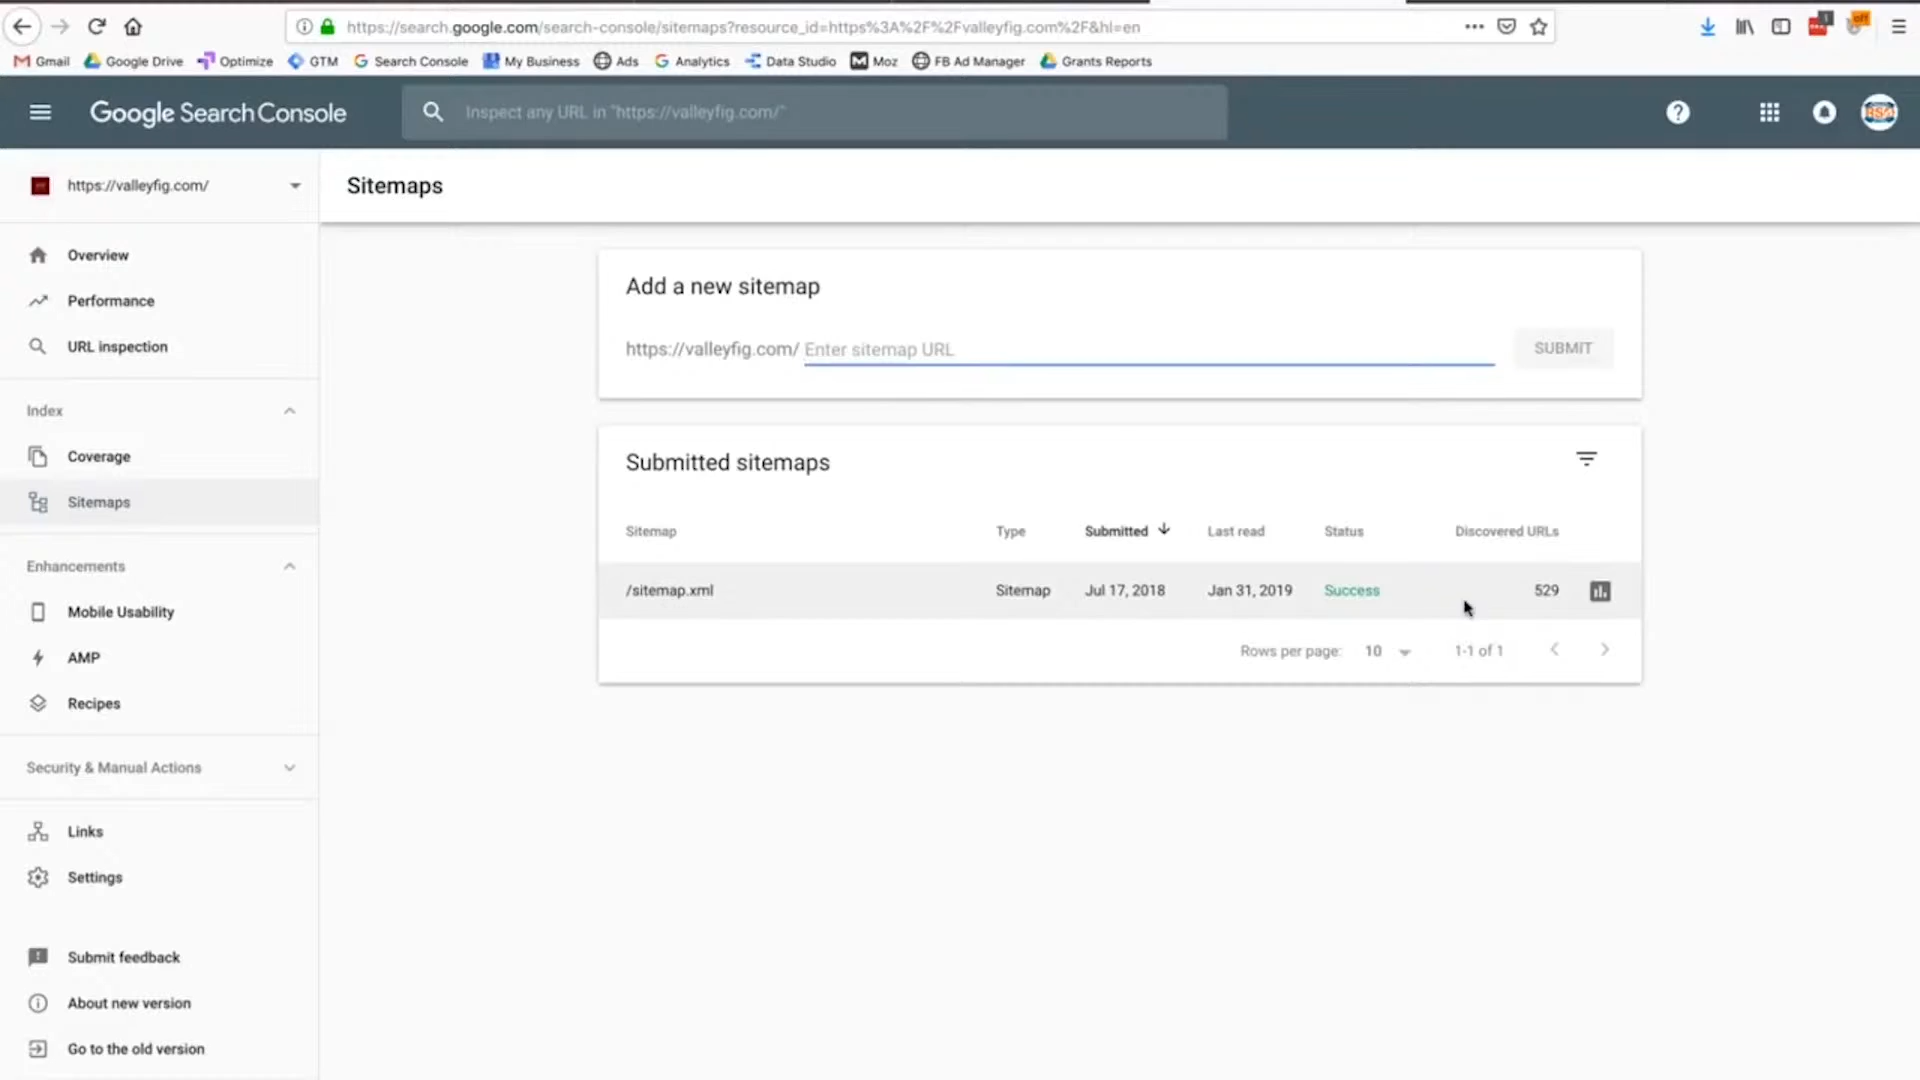 https://search.google.com/search-console/sitemaps?resource_id=https%3A%2F%2Fvalleyfig.com%2F&hl=en
Gmail Google Drive Optimize GTM Search Console My Business Ads Analytics Data Studio Moz FB Ad Manager Grants Reports
Google Search Console
Inspect any URL in "https://valleyfig.com/"
https://valleyfig.com/
Sitemaps
Overview
Performance
URL inspection
Index
Coverage
Sitemaps
Enhancements
Mobile Usability
AMP
Recipes
Security & Manual Actions
Links
Settings
Submit feedback
About new version
Go to the old version
Add a new sitemap
https://valleyfig.com/ Enter sitemap URL
SUBMIT
Submitted sitemaps
Sitemap Type Submitted Last read Status Discovered URLs
/sitemap.xml Sitemap Jul 17, 2018 Jan 31, 2019 Success 529
Rows per page: 10 1-1 of 1